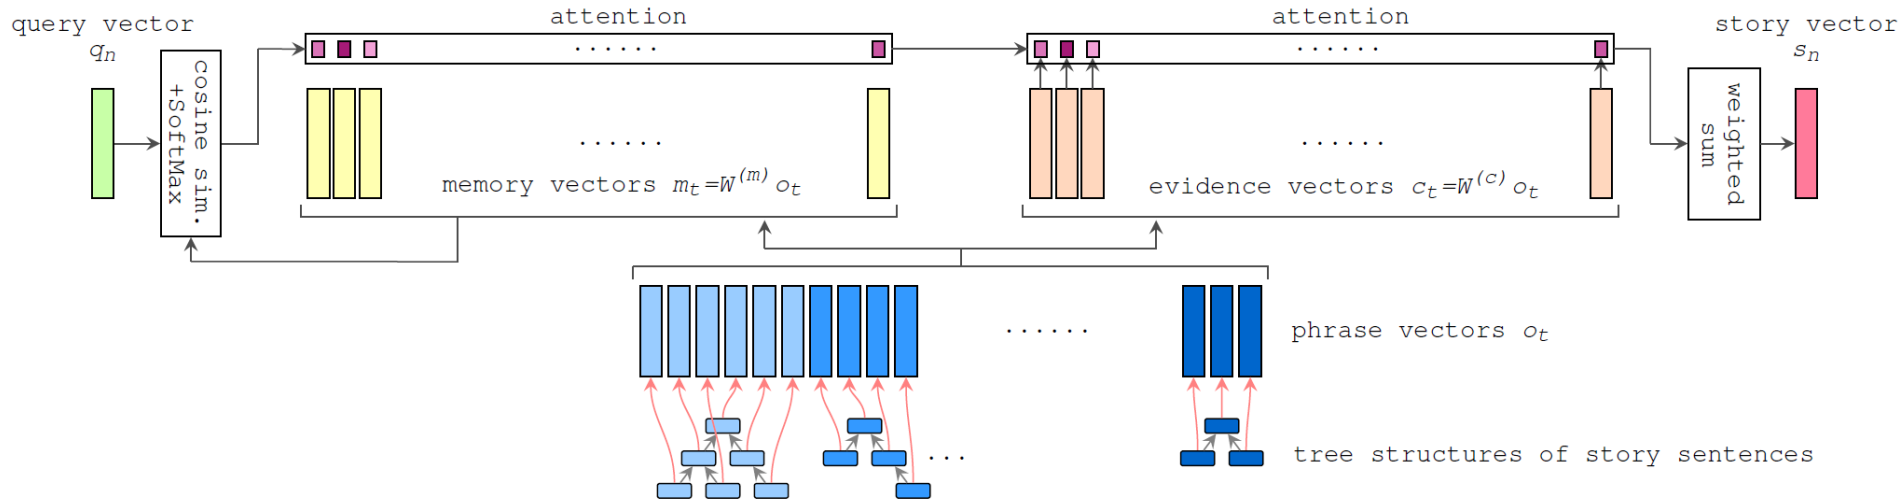 query vector
qₙ
cosine sim.
+SoftMax
attention
......
......
memory vectors mₜ=W⁽ᵐ⁾oₜ
attention
......
......
evidence vectors cₜ=W⁽ᶜ⁾oₜ
story vector
sₙ
weighted
sum
......
phrase vectors oₜ
...
tree structures of story sentences